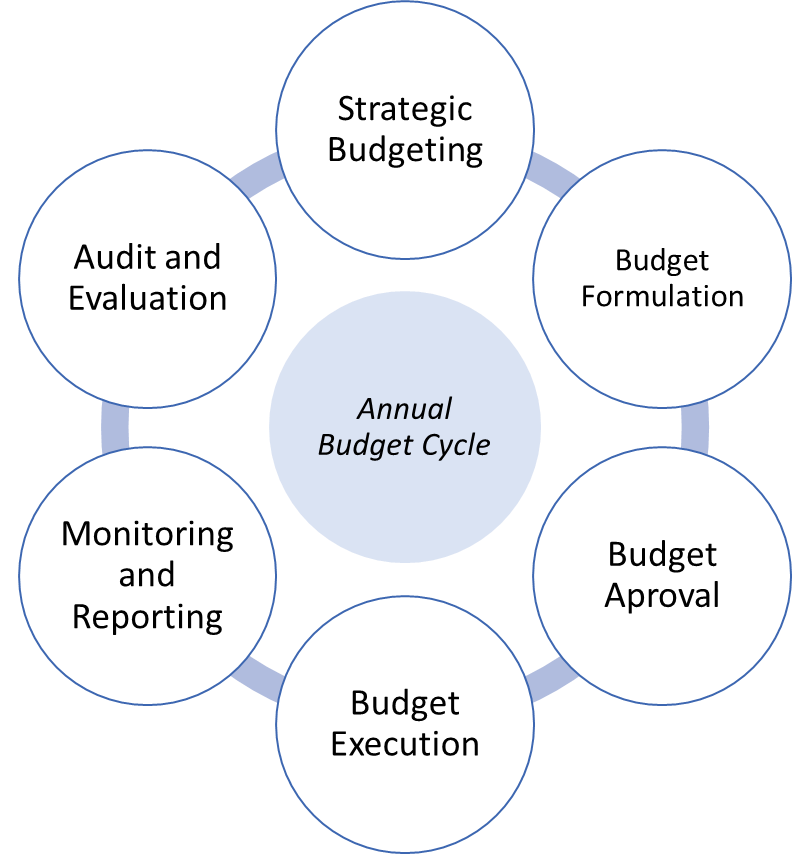 Strategic
Budgeting
Budget
Formulation
Budget
Aproval
Budget
Execution
Monitoring
and
Reporting
Audit and
Evaluation
Annual
Budget Cycle